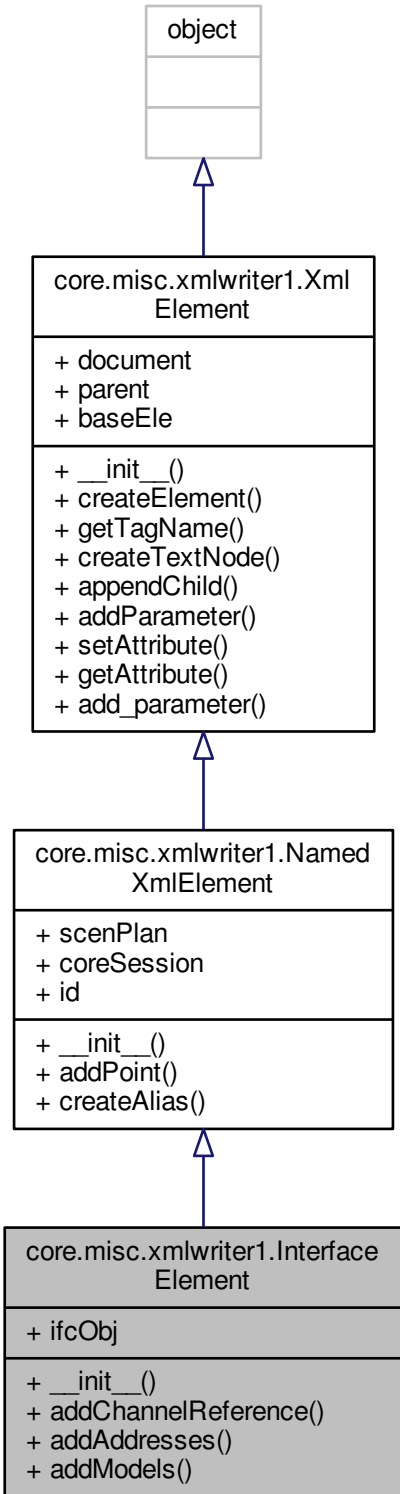 object
core.misc.xmlwriter1.Xml
Element
+ document
+ parent
+ baseEle
+ __init__()
+ createElement()
+ getTagName()
+ createTextNode()
+ appendChild()
+ addParameter()
+ setAttribute()
+ getAttribute()
+ add_parameter()
core.misc.xmlwriter1.Named
XmlElement
+ scenPlan
+ coreSession
+ id
+ __init__()
+ addPoint()
+ createAlias()
core.misc.xmlwriter1.Interface
Element
+ ifcObj
+ __init__()
+ addChannelReference()
+ addAddresses()
+ addModels()